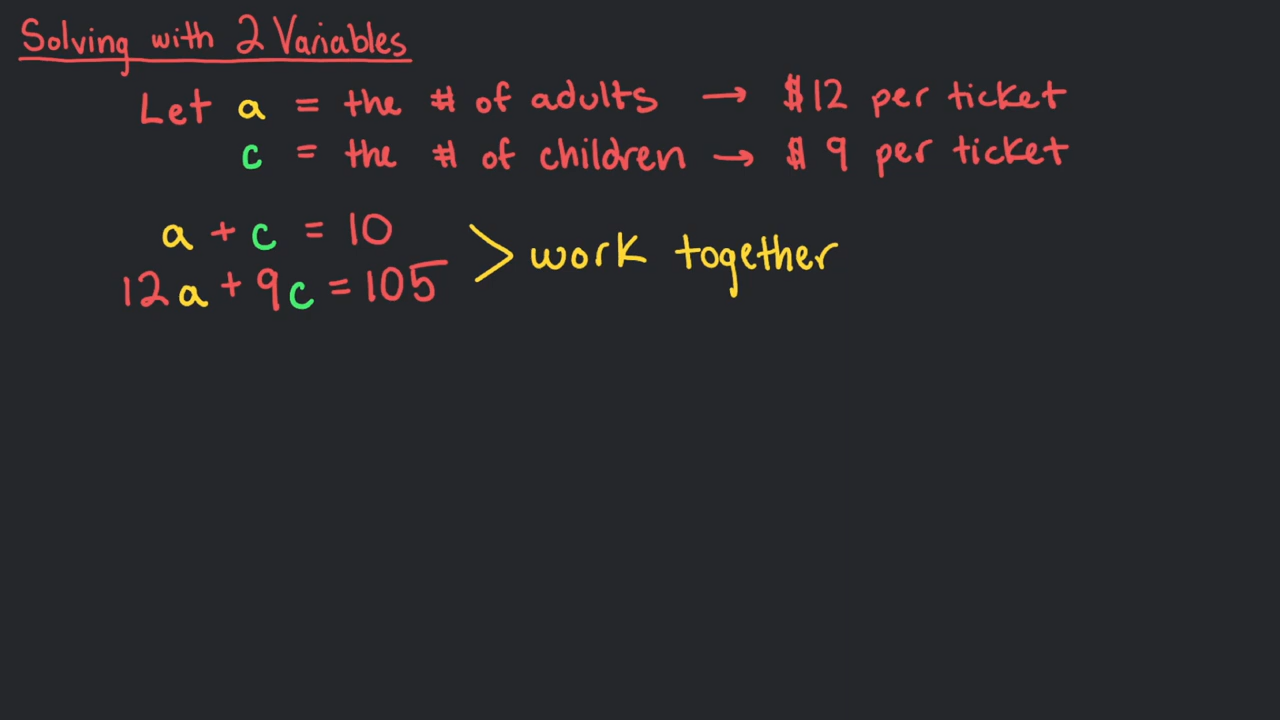 Solving with 2 Variables
Let a = the # of adults → $12 per ticket
c = the # of children → $ 9 per ticket
a + c = 10
12a + 9c = 105
> work together